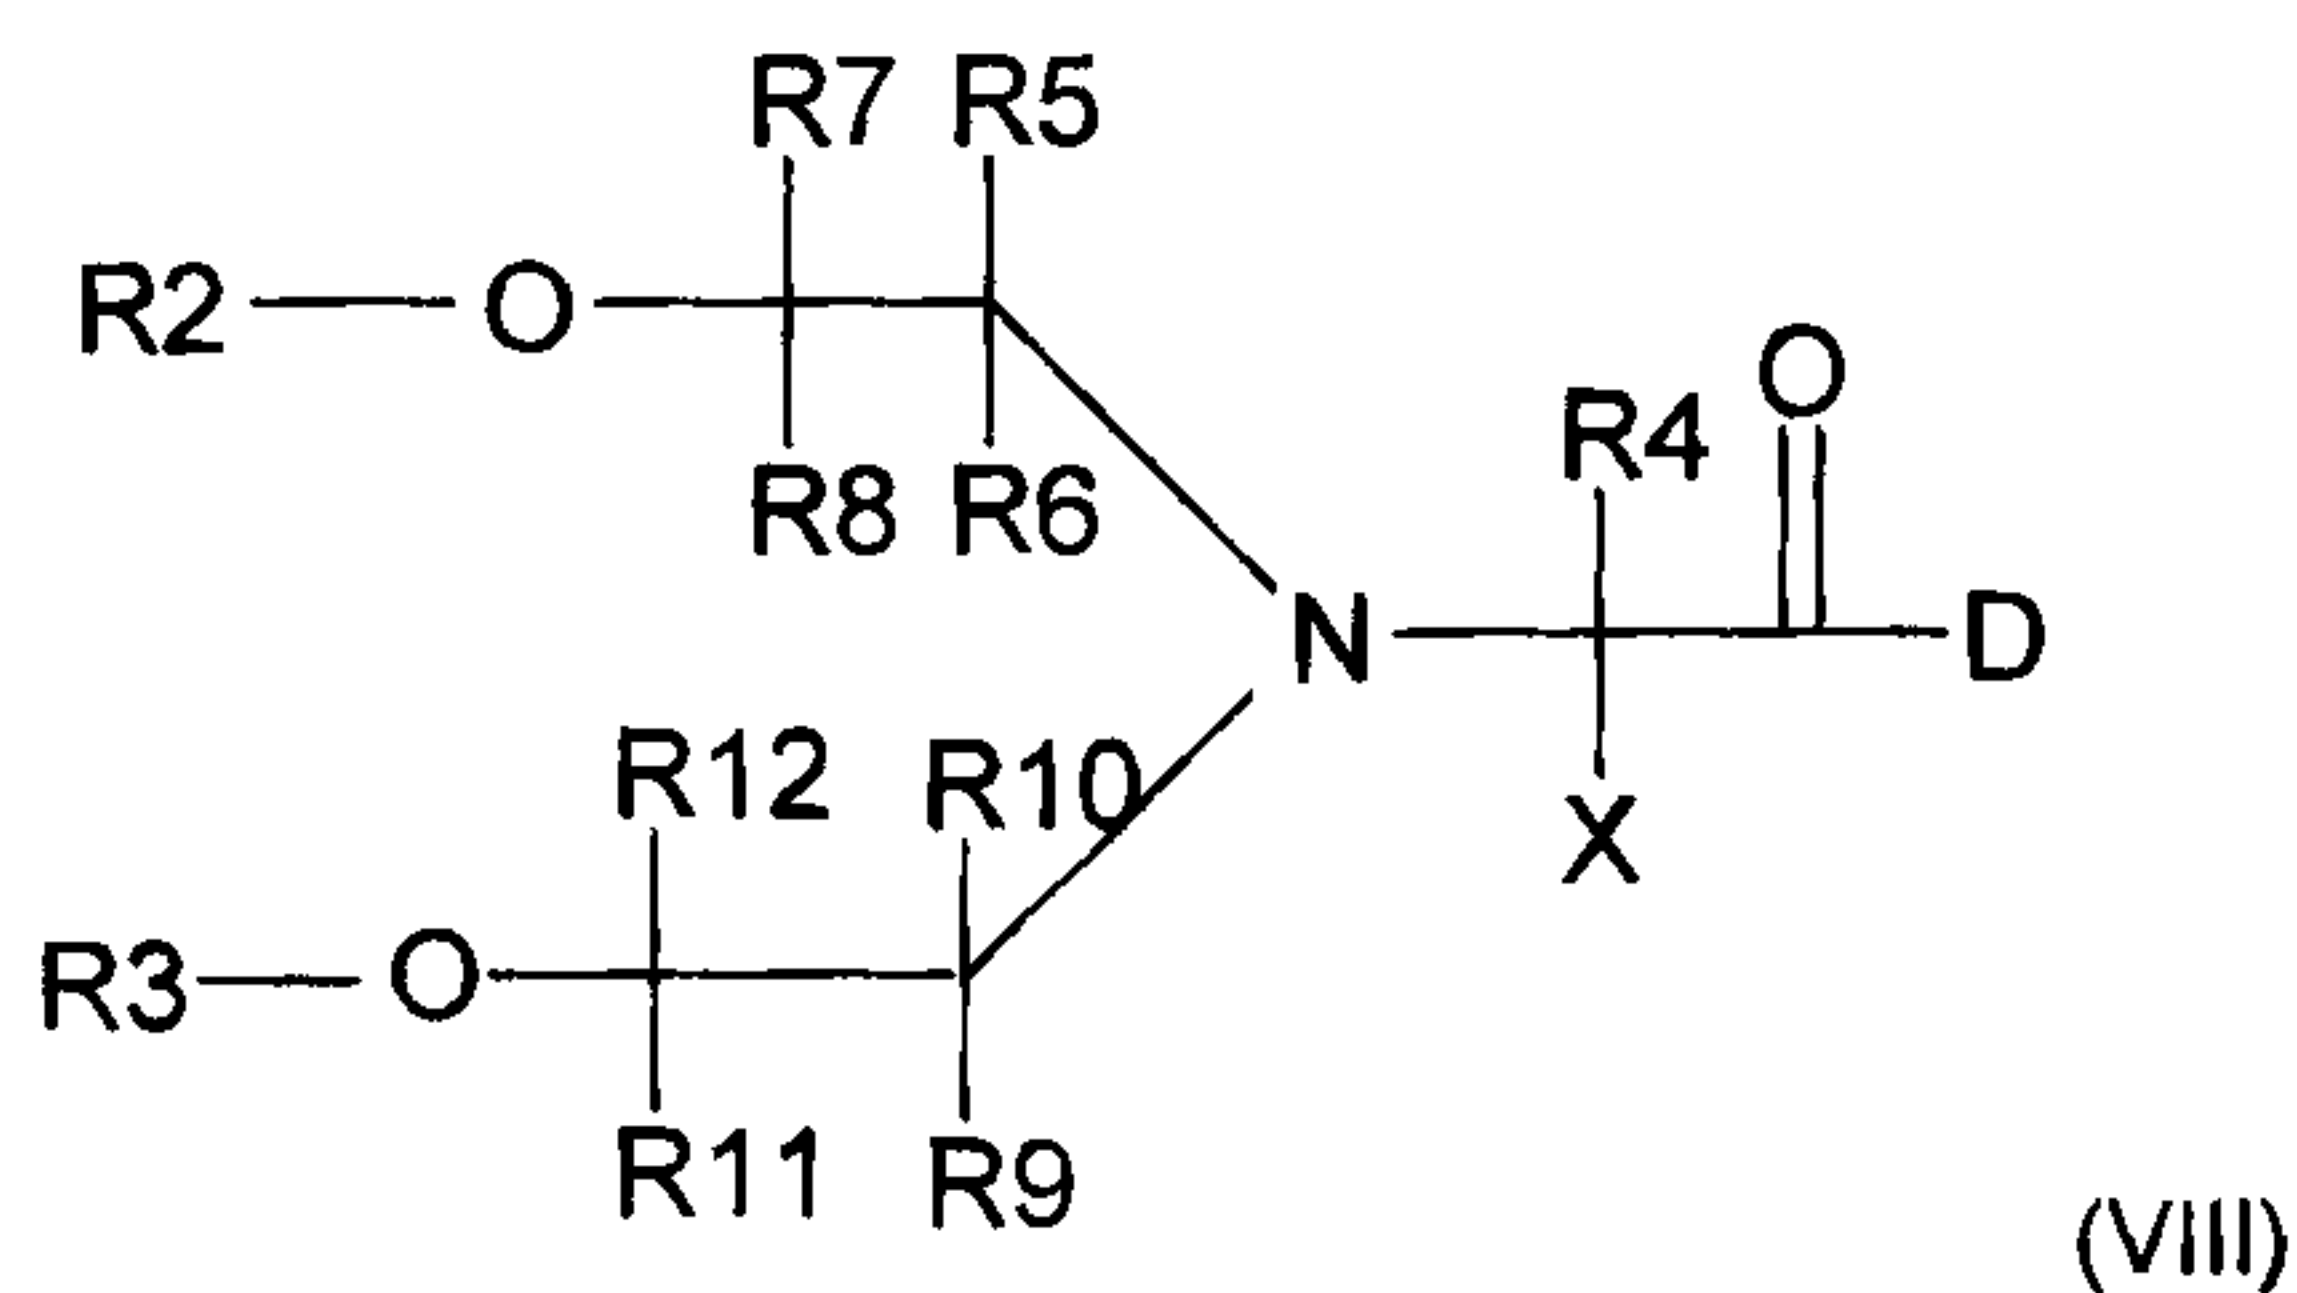 R7 R5
R2 O
O
R4
R8 R6
N D
R12 R10
X
R3 O
R11 R9
(VIII)